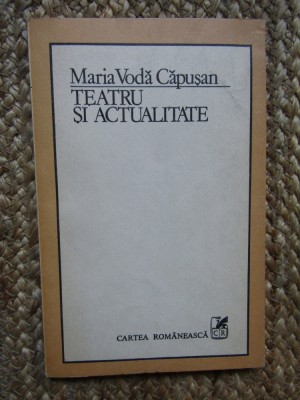 Maria Vodă Căpușan
TEATRU
ȘI ACTUALITATE
CR
CARTEA ROMÂNEASCĂ